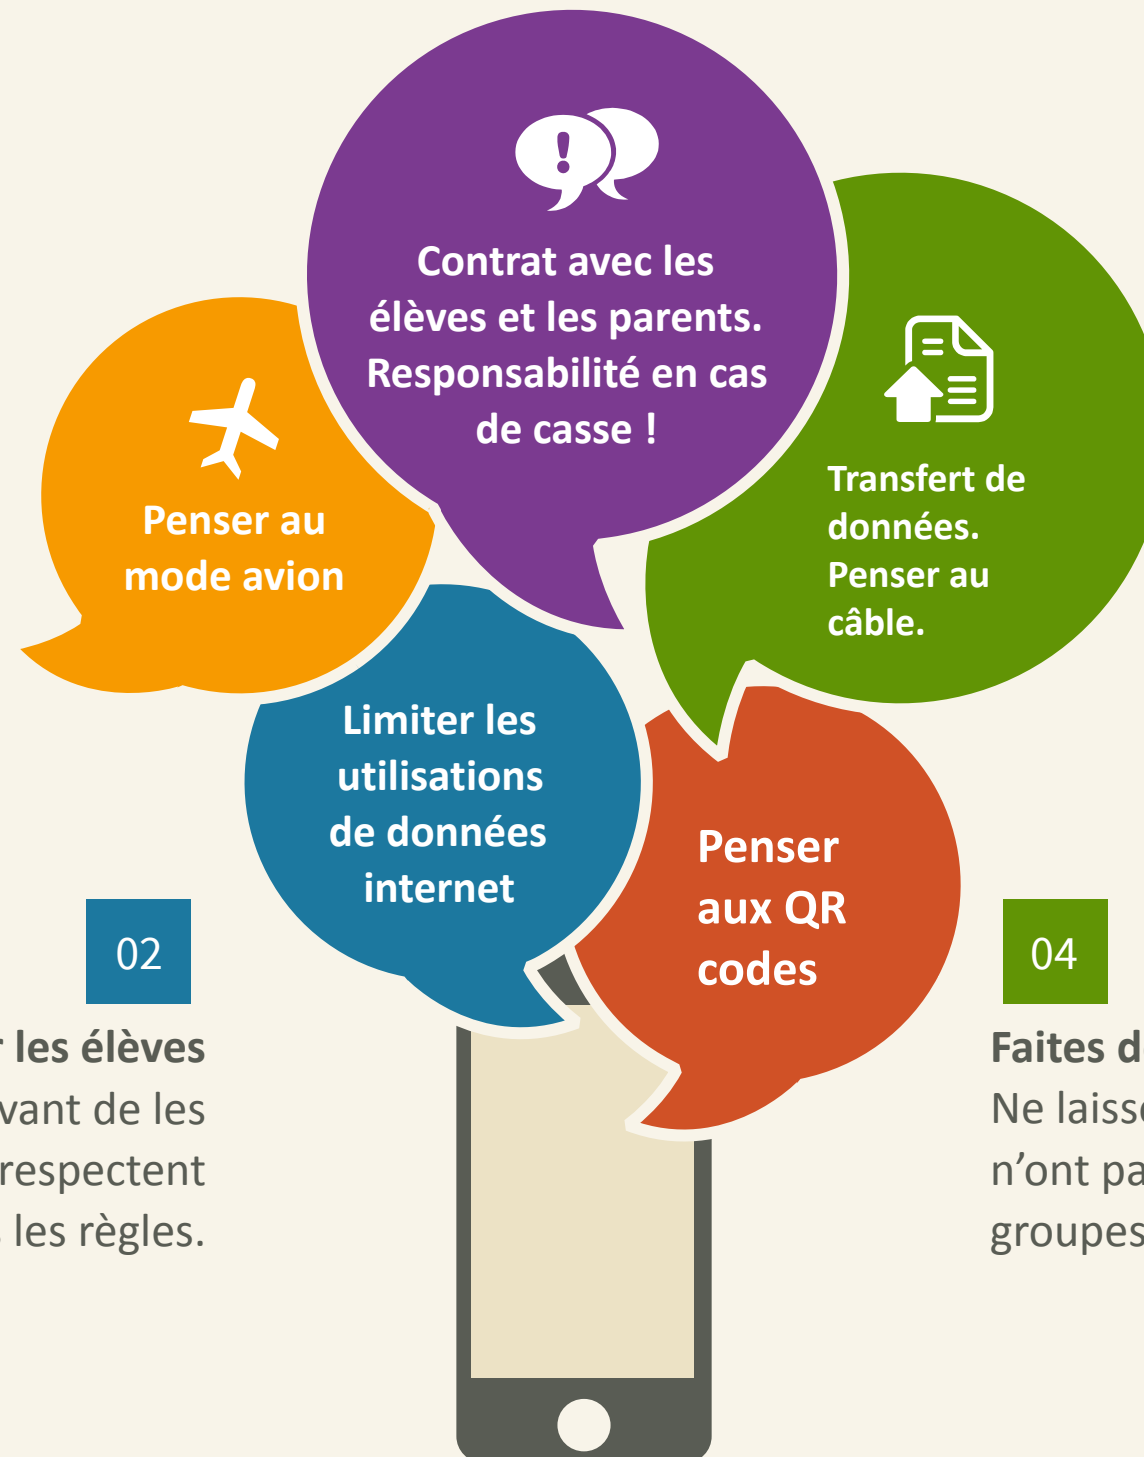 !
Contrat avec les
élèves et les parents.
Responsabilité en cas
de casse !
Transfert de
données.
Penser au
câble.
Penser au
mode avion
Limiter les
utilisations
de données
internet
Penser
aux QR
codes
02
les élèves
vant de les
respectent
les règles.
04
Faites d
Ne laiss
n'ont pa
groupes